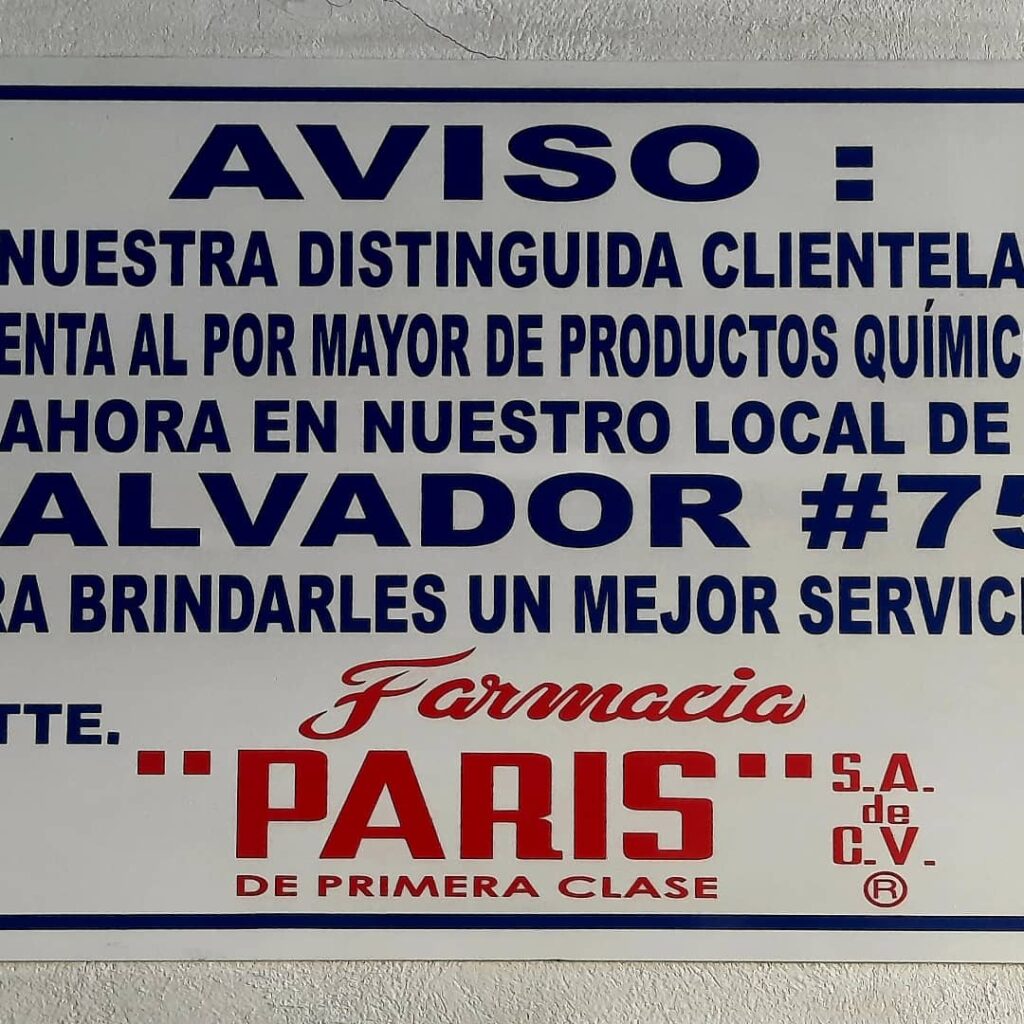 AVISO :
NUESTRA DISTINGUIDA CLIENTELA
ENTA AL POR MAYOR DE PRODUCTOS QUÍMIC
AHORA EN NUESTRO LOCAL DE
ALVADOR #75
RA BRINDARLES UN MEJOR SERVICI
TTE.
Farmacia
"PARIS" S.A. de C.V. ®
DE PRIMERA CLASE